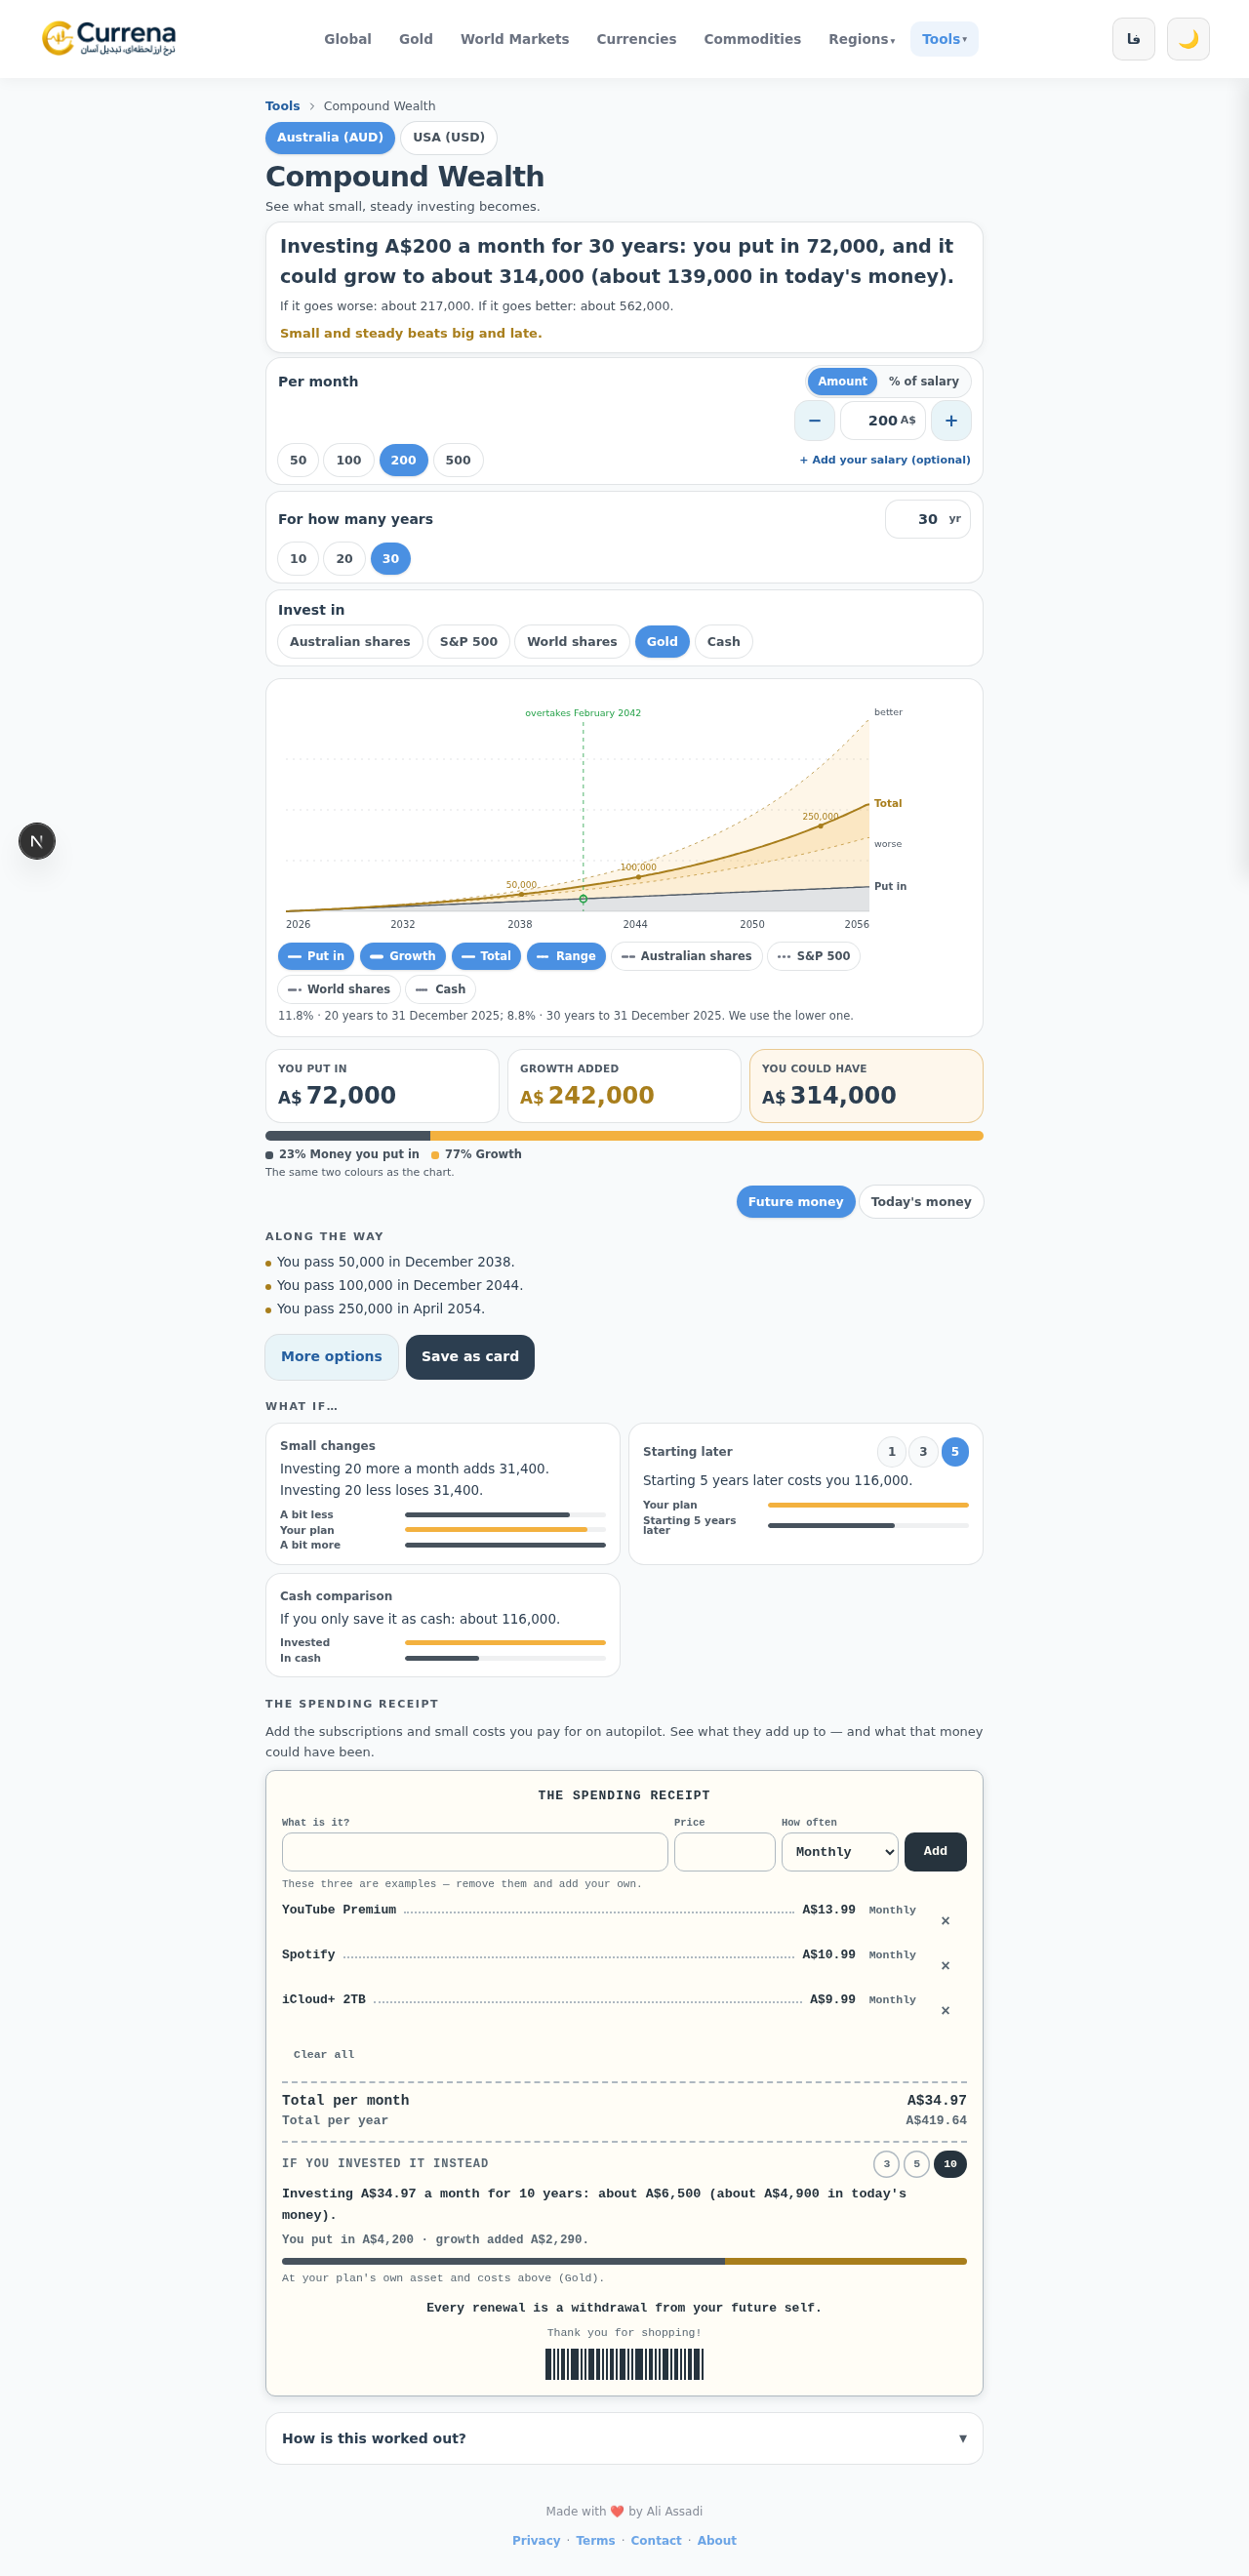 Currena
نرخ ارز لحظه‌ای، تبدیل آسان
Global Gold World Markets Currencies Commodities Regions ▾ Tools ▾
فا
Tools › Compound Wealth
Australia (AUD) USA (USD)
Compound Wealth
See what small, steady investing becomes.
Investing A$200 a month for 30 years: you put in 72,000, and it
could grow to about 314,000 (about 139,000 in today's money).
If it goes worse: about 217,000. If it goes better: about 562,000.
Small and steady beats big and late.
Per month Amount % of salary
− 200 A$ +
50 100 200 500 + Add your salary (optional)
For how many years 30 yr
10 20 30
Invest in
Australian shares S&P 500 World shares Gold Cash
overtakes February 2042
better
Total
250,000
worse
100,000
50,000
Put in
2026 2032 2038 2044 2050 2056
Put in Growth Total Range Australian shares S&P 500
World shares Cash
11.8% · 20 years to 31 December 2025; 8.8% · 30 years to 31 December 2025. We use the lower one.
YOU PUT IN GROWTH ADDED YOU COULD HAVE
A$ 72,000 A$ 242,000 A$ 314,000
23% Money you put in 77% Growth
The same two colours as the chart.
Future money Today's money
ALONG THE WAY
You pass 50,000 in December 2038.
You pass 100,000 in December 2044.
You pass 250,000 in April 2054.
More options Save as card
WHAT IF…
Small changes
Investing 20 more a month adds 31,400.
Investing 20 less loses 31,400.
A bit less
Your plan
A bit more
Starting later 1 3 5
Starting 5 years later costs you 116,000.
Your plan
Starting 5 years
later
Cash comparison
If you only save it as cash: about 116,000.
Invested
In cash
THE SPENDING RECEIPT
Add the subscriptions and small costs you pay for on autopilot. See what they add up to — and what that money
could have been.
THE SPENDING RECEIPT
What is it? Price How often
Monthly Add
These three are examples — remove them and add your own.
YouTube Premium A$13.99 Monthly ×
Spotify A$10.99 Monthly ×
iCloud+ 2TB A$9.99 Monthly ×
Clear all
Total per month A$34.97
Total per year A$419.64
IF YOU INVESTED IT INSTEAD 3 5 10
Investing A$34.97 a month for 10 years: about A$6,500 (about A$4,900 in today's
money).
You put in A$4,200 · growth added A$2,290.
At your plan's own asset and costs above (Gold).
Every renewal is a withdrawal from your future self.
Thank you for shopping!
How is this worked out? ▾
Made with ❤️ by Ali Assadi
Privacy · Terms · Contact · About
N